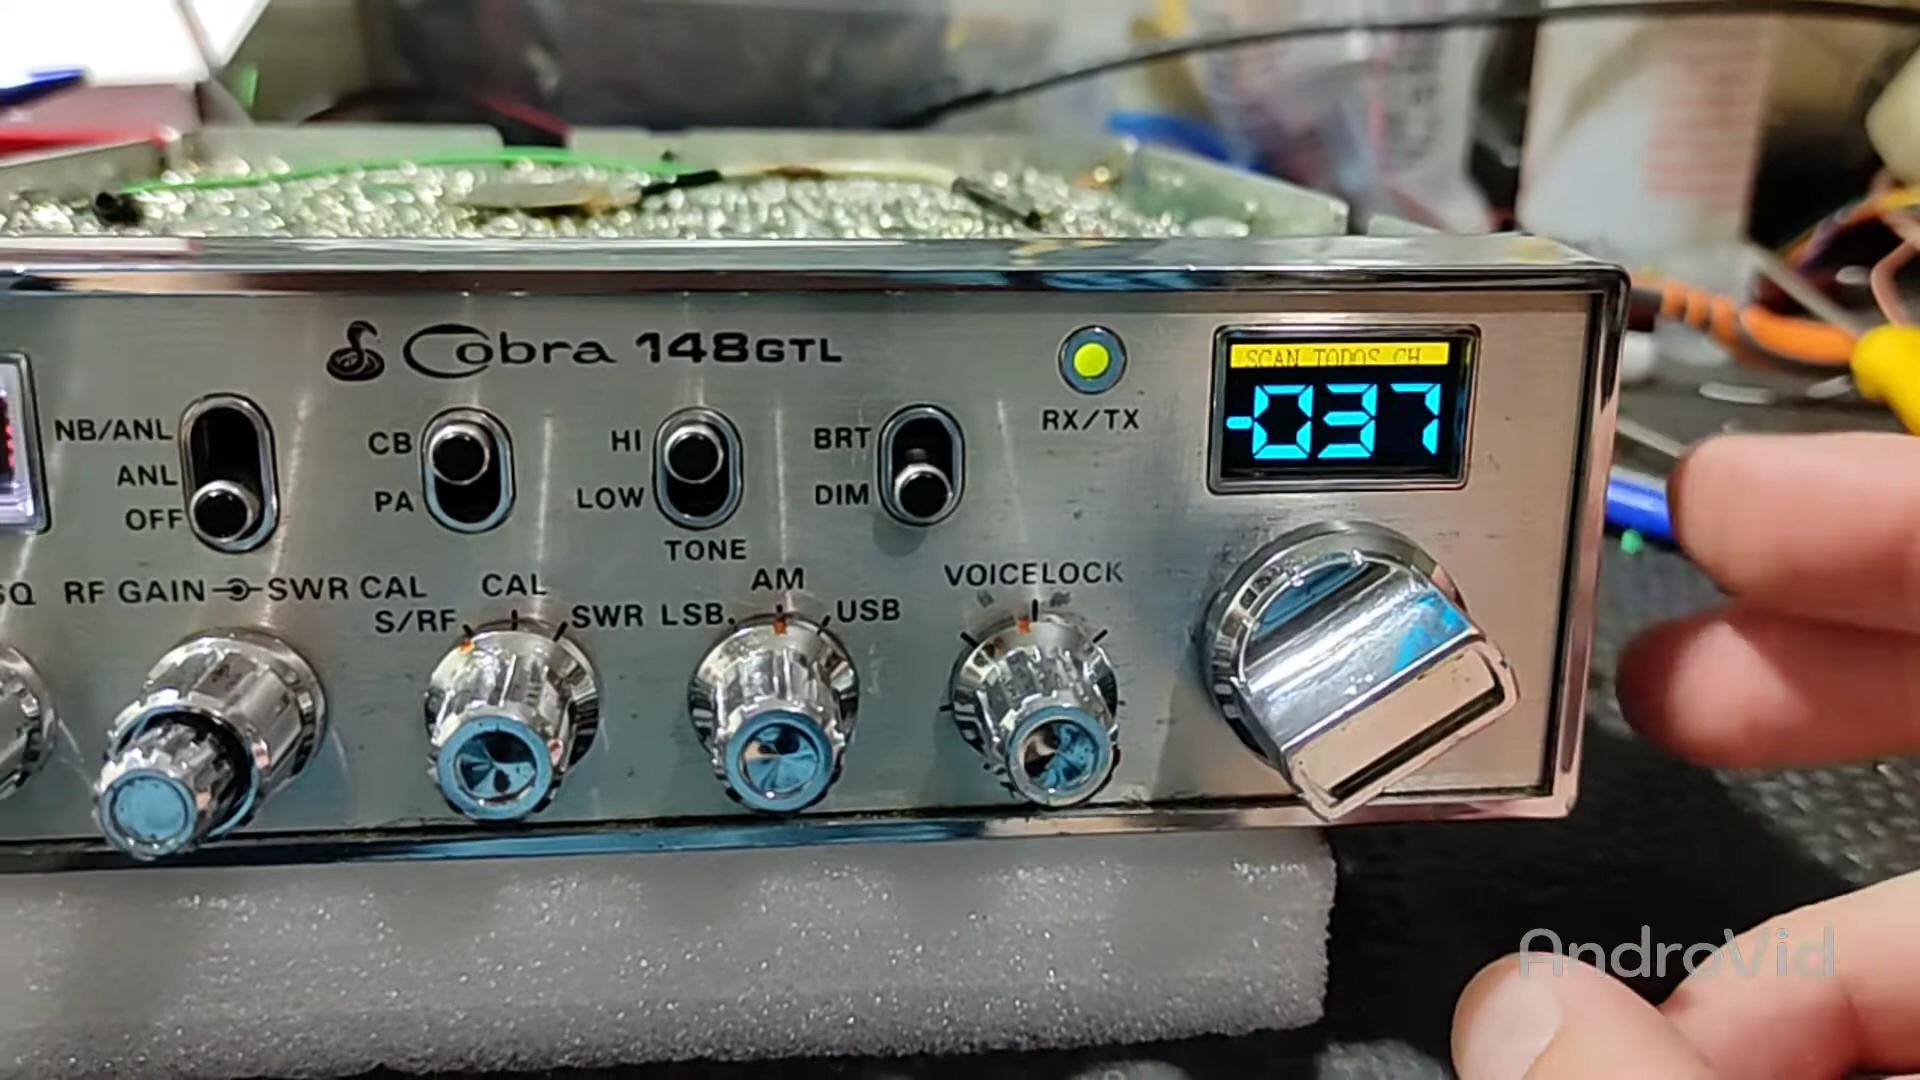 Cobra 148GTL
SCAN TODOS CH
-037
RX/TX
NB/ANL
ANL
OFF
CB
PA
HI
LOW
TONE
BRT
DIM
SQ
RF GAIN
SWR CAL
S/RF
CAL
SWR
LSB
AM
USB
VOICELOCK
AndroVid